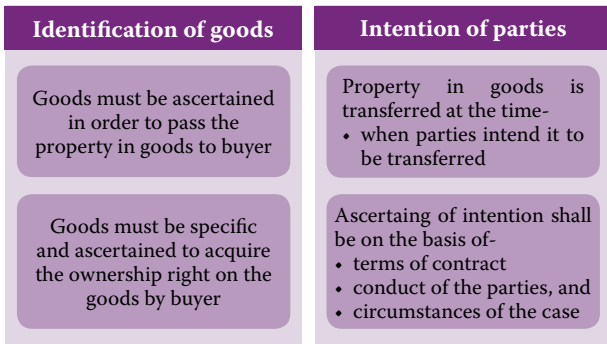 Identification of goods
Goods must be ascertained
in order to pass the
property in goods to buyer
Goods must be specific
and ascertained to acquire
the ownership right on the
goods by buyer
Intention of parties
Property in goods is
transferred at the time-
• when parties intend it to
be transferred
Ascertaing of intention shall
be on the basis of-
• terms of contract
• conduct of the parties, and
• circumstances of the case